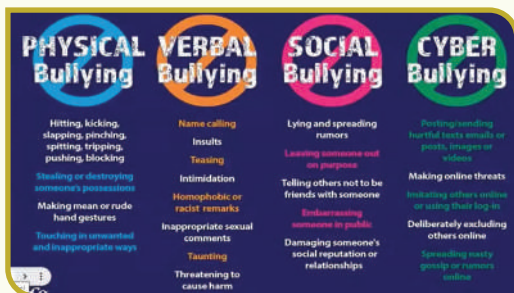 PHYSICAL
Bullying
Hitting, kicking,
slapping, pinching,
spitting, tripping,
pushing, blocking
Stealing or destroying
someone's possessions
Making mean or rude
hand gestures
Touching in unwanted
and inappropriate ways
VERBAL
Bullying
Name calling
Insults
Teasing
Intimidation
Homophobic or
racist remarks
Inappropriate sexual
comments
Taunting
Threatening to
cause harm
SOCIAL
Bullying
Lying and spreading
rumors
Leaving someone out
on purpose
Telling others not to be
friends with someone
Embarrassing
someone in public
Damaging someone's
social reputation or
relationships
CYBER
Bullying
Posting/sending
hurtful texts emails or
posts, images or
videos
Making online threats
Imitating others online
or using their log-in
Deliberately excluding
others online
Spreading nasty
gossip or rumors
online